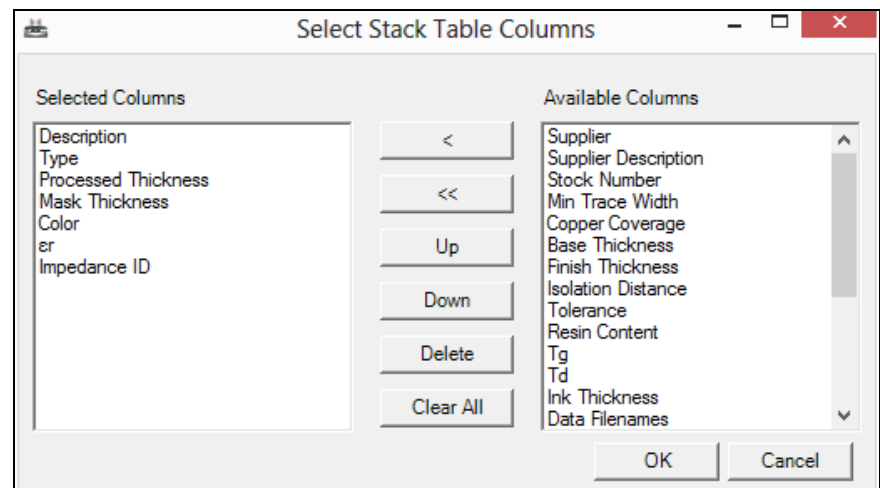 Select Stack Table Columns
Selected Columns
Description
Type
Processed Thickness
Mask Thickness
Color
εr
Impedance ID
<
<<
Up
Down
Delete
Clear All
Available Columns
Supplier
Supplier Description
Stock Number
Min Trace Width
Copper Coverage
Base Thickness
Finish Thickness
Isolation Distance
Tolerance
Resin Content
Tg
Td
Ink Thickness
Data Filenames
OK
Cancel